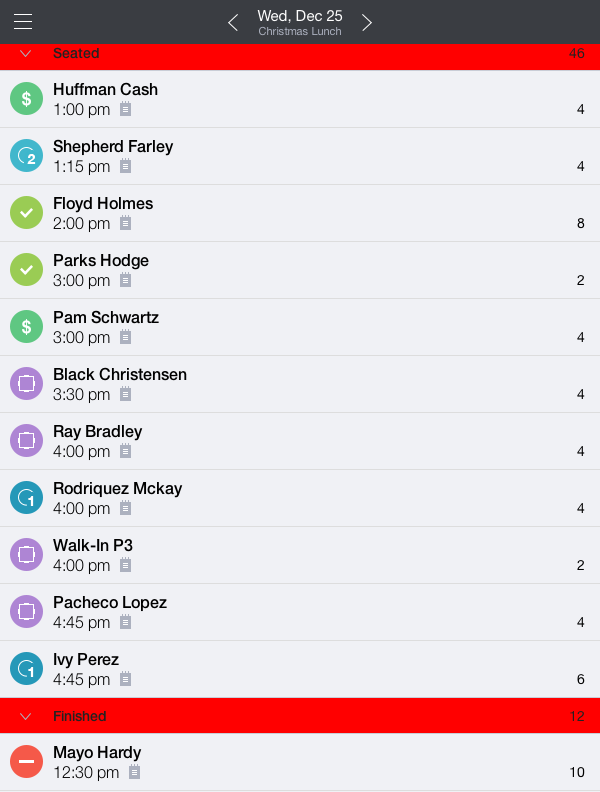 Wed, Dec 25
Christmas Lunch
Seated 46
Huffman Cash
$
1:00 pm 4
Shepherd Farley
2
1:15 pm 4
Floyd Holmes
2:00 pm 8
Parks Hodge
3:00 pm 2
Pam Schwartz
$
3:00 pm 4
Black Christensen
3:30 pm 4
Ray Bradley
4:00 pm 4
Rodriquez Mckay
1
4:00 pm 4
Walk-In P3
4:00 pm 2
Pacheco Lopez
4:45 pm 4
Ivy Perez
1
4:45 pm 6
Finished 12
Mayo Hardy
12:30 pm 10